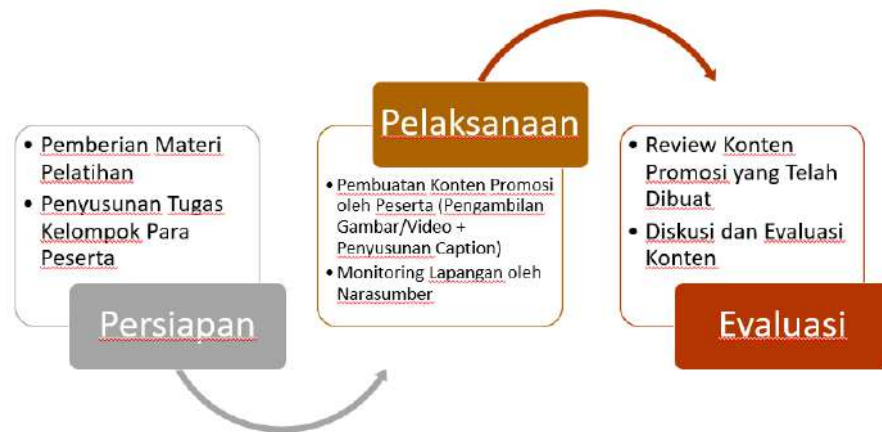 • Pemberian Materi
Pelatihan
• Penyusunan Tugas
Kelompok Para
Peserta
Persiapan
Pelaksanaan
• Pembuatan Konten Promosi
oleh Peserta (Pengambilan
Gambar/Video +
Penyusunan Caption)
• Monitoring Lapangan oleh
Narasumber
• Review Konten
Promosi yang Telah
Dibuat
• Diskusi dan Evaluasi
Konten
Evaluasi